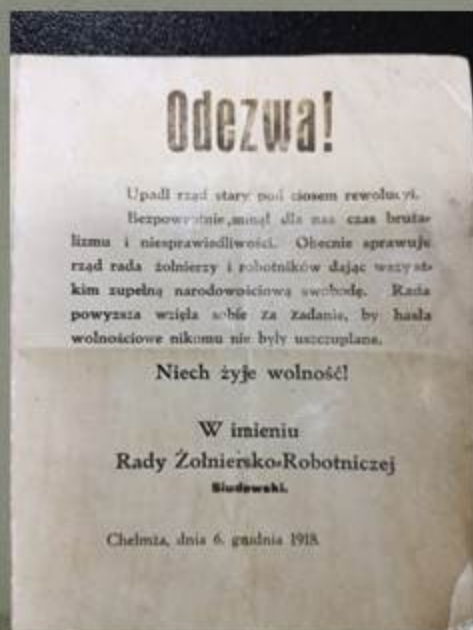 Odezwa!
Upadł rząd stary pod ciosem rewolucyi.
Bezpowrotnie minął dla nas czas bruta-
lizmu i niesprawiedliwości. Obecnie sprawuje
rząd rada żołnierzy i robotników dając wszyst-
kim zupełną narodowościową swobodę. Rada
powyższa wzięła sobie za zadanie, by hasła
wolnościowe nikomu nie były uszczuplane.
Niech żyje wolność!
W imieniu
Rady Żołniersko-Robotniczej
Chełmża, dnia 6. grudnia 1918.